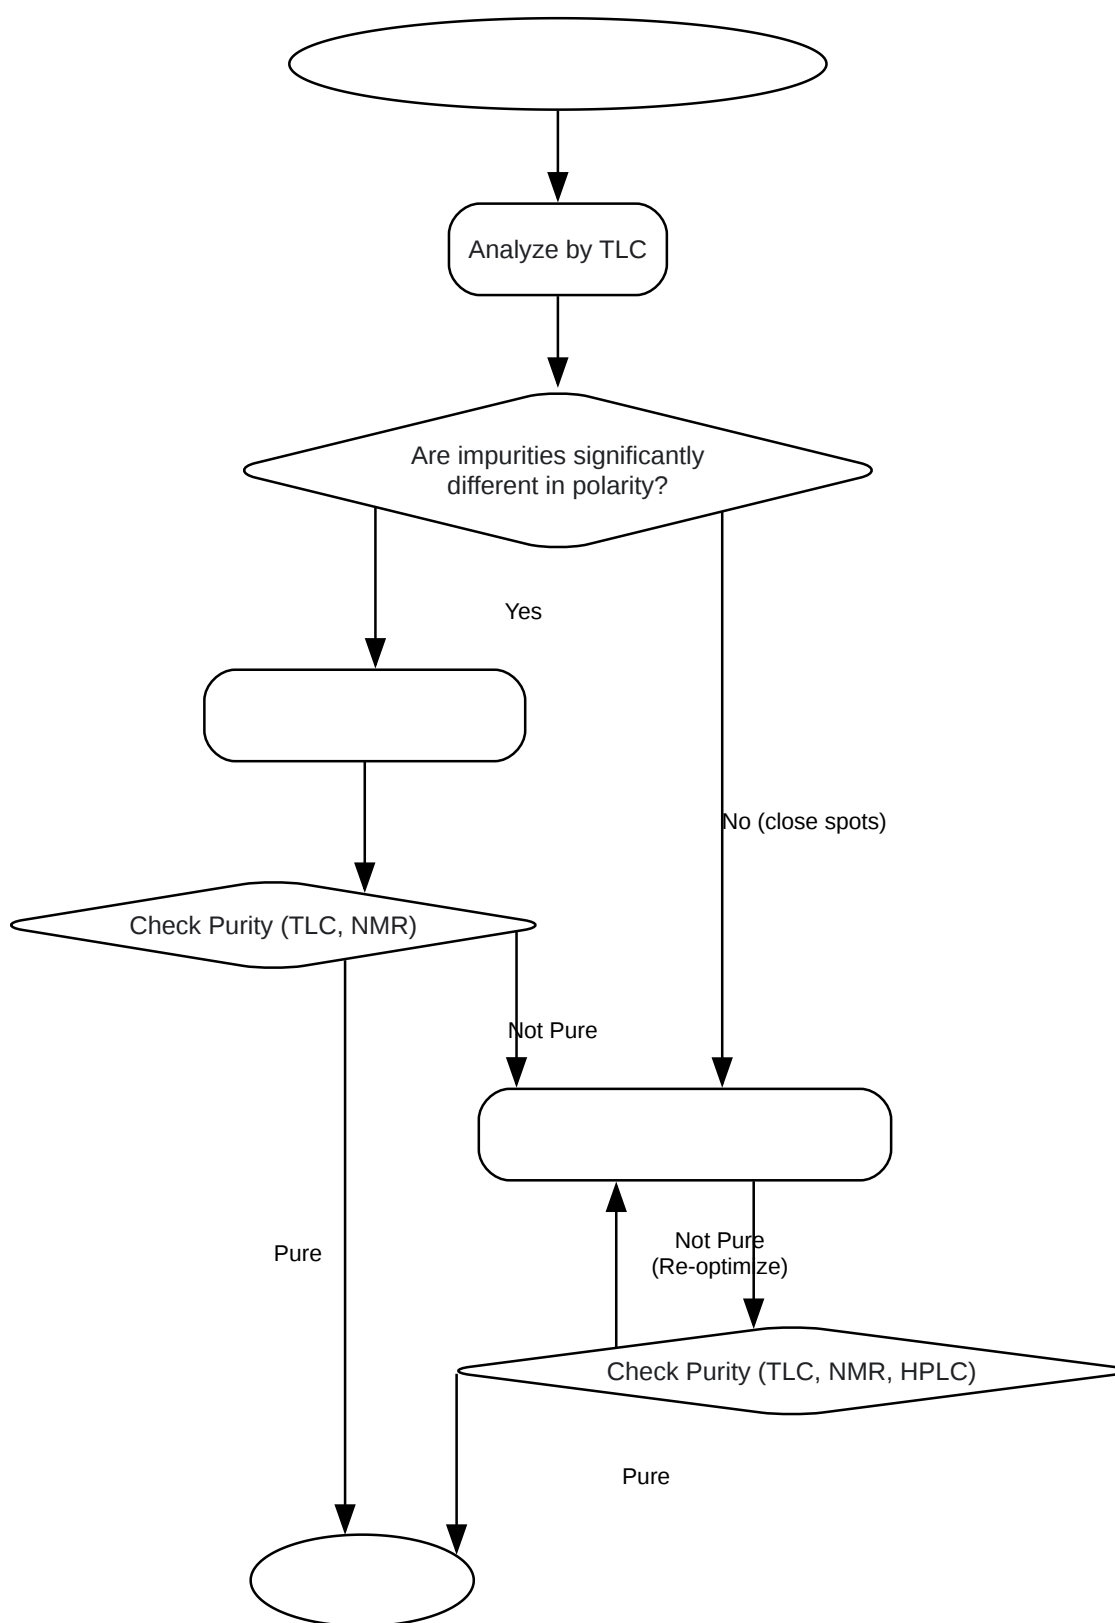 Analyze by TLC
Are impurities significantly
different in polarity?
Yes
No (close spots)
Check Purity (TLC, NMR)
Not Pure
Pure
Not Pure
(Re-optimize)
Check Purity (TLC, NMR, HPLC)
Pure